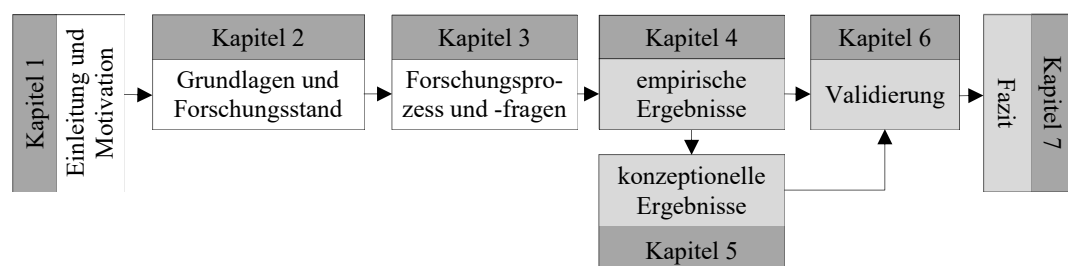 Kapitel 1
Einleitung und
Motivation
Kapitel 2
Grundlagen und
Forschungsstand
Kapitel 3
Forschungspro-
zess und -fragen
Kapitel 4
empirische
Ergebnisse
konzeptionelle
Ergebnisse
Kapitel 5
Kapitel 6
Validierung
Kapitel 7
Fazit